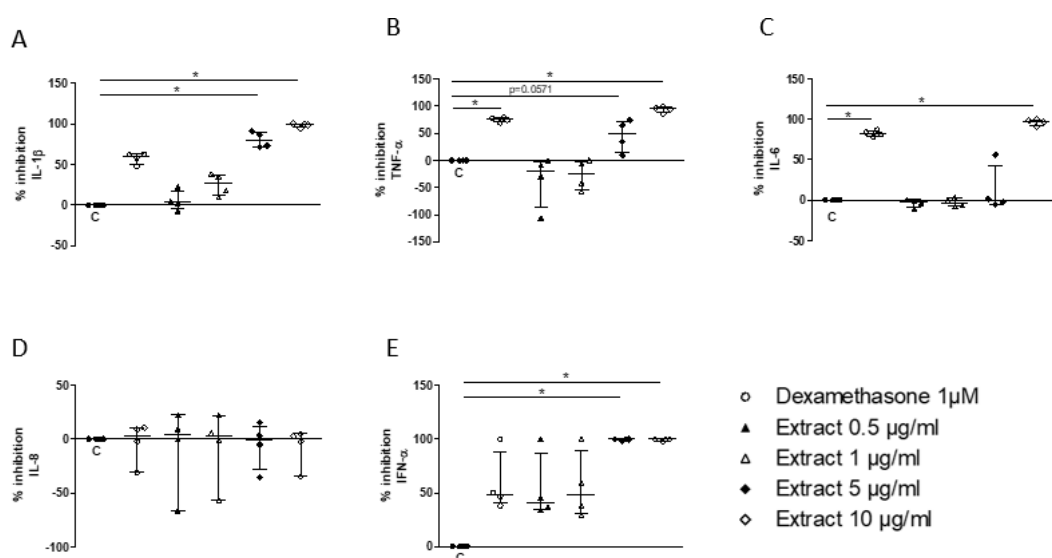 A
% inhibition
IL-1β
150
100
50
0
-50
C
*
*
B
% inhibition
TNF-α
150
100
50
0
-50
-100
-150
C
*
p=0.0571
*
C
% inhibition
IL-6
150
100
50
0
-50
C
*
*
D
% inhibition
IL-8
50
0
-50
-100
C
E
% inhibition
IFN-α
150
100
50
0
C
*
*
Dexamethasone 1µM
Extract 0.5 µg/ml
Extract 1 µg/ml
Extract 5 µg/ml
Extract 10 µg/ml